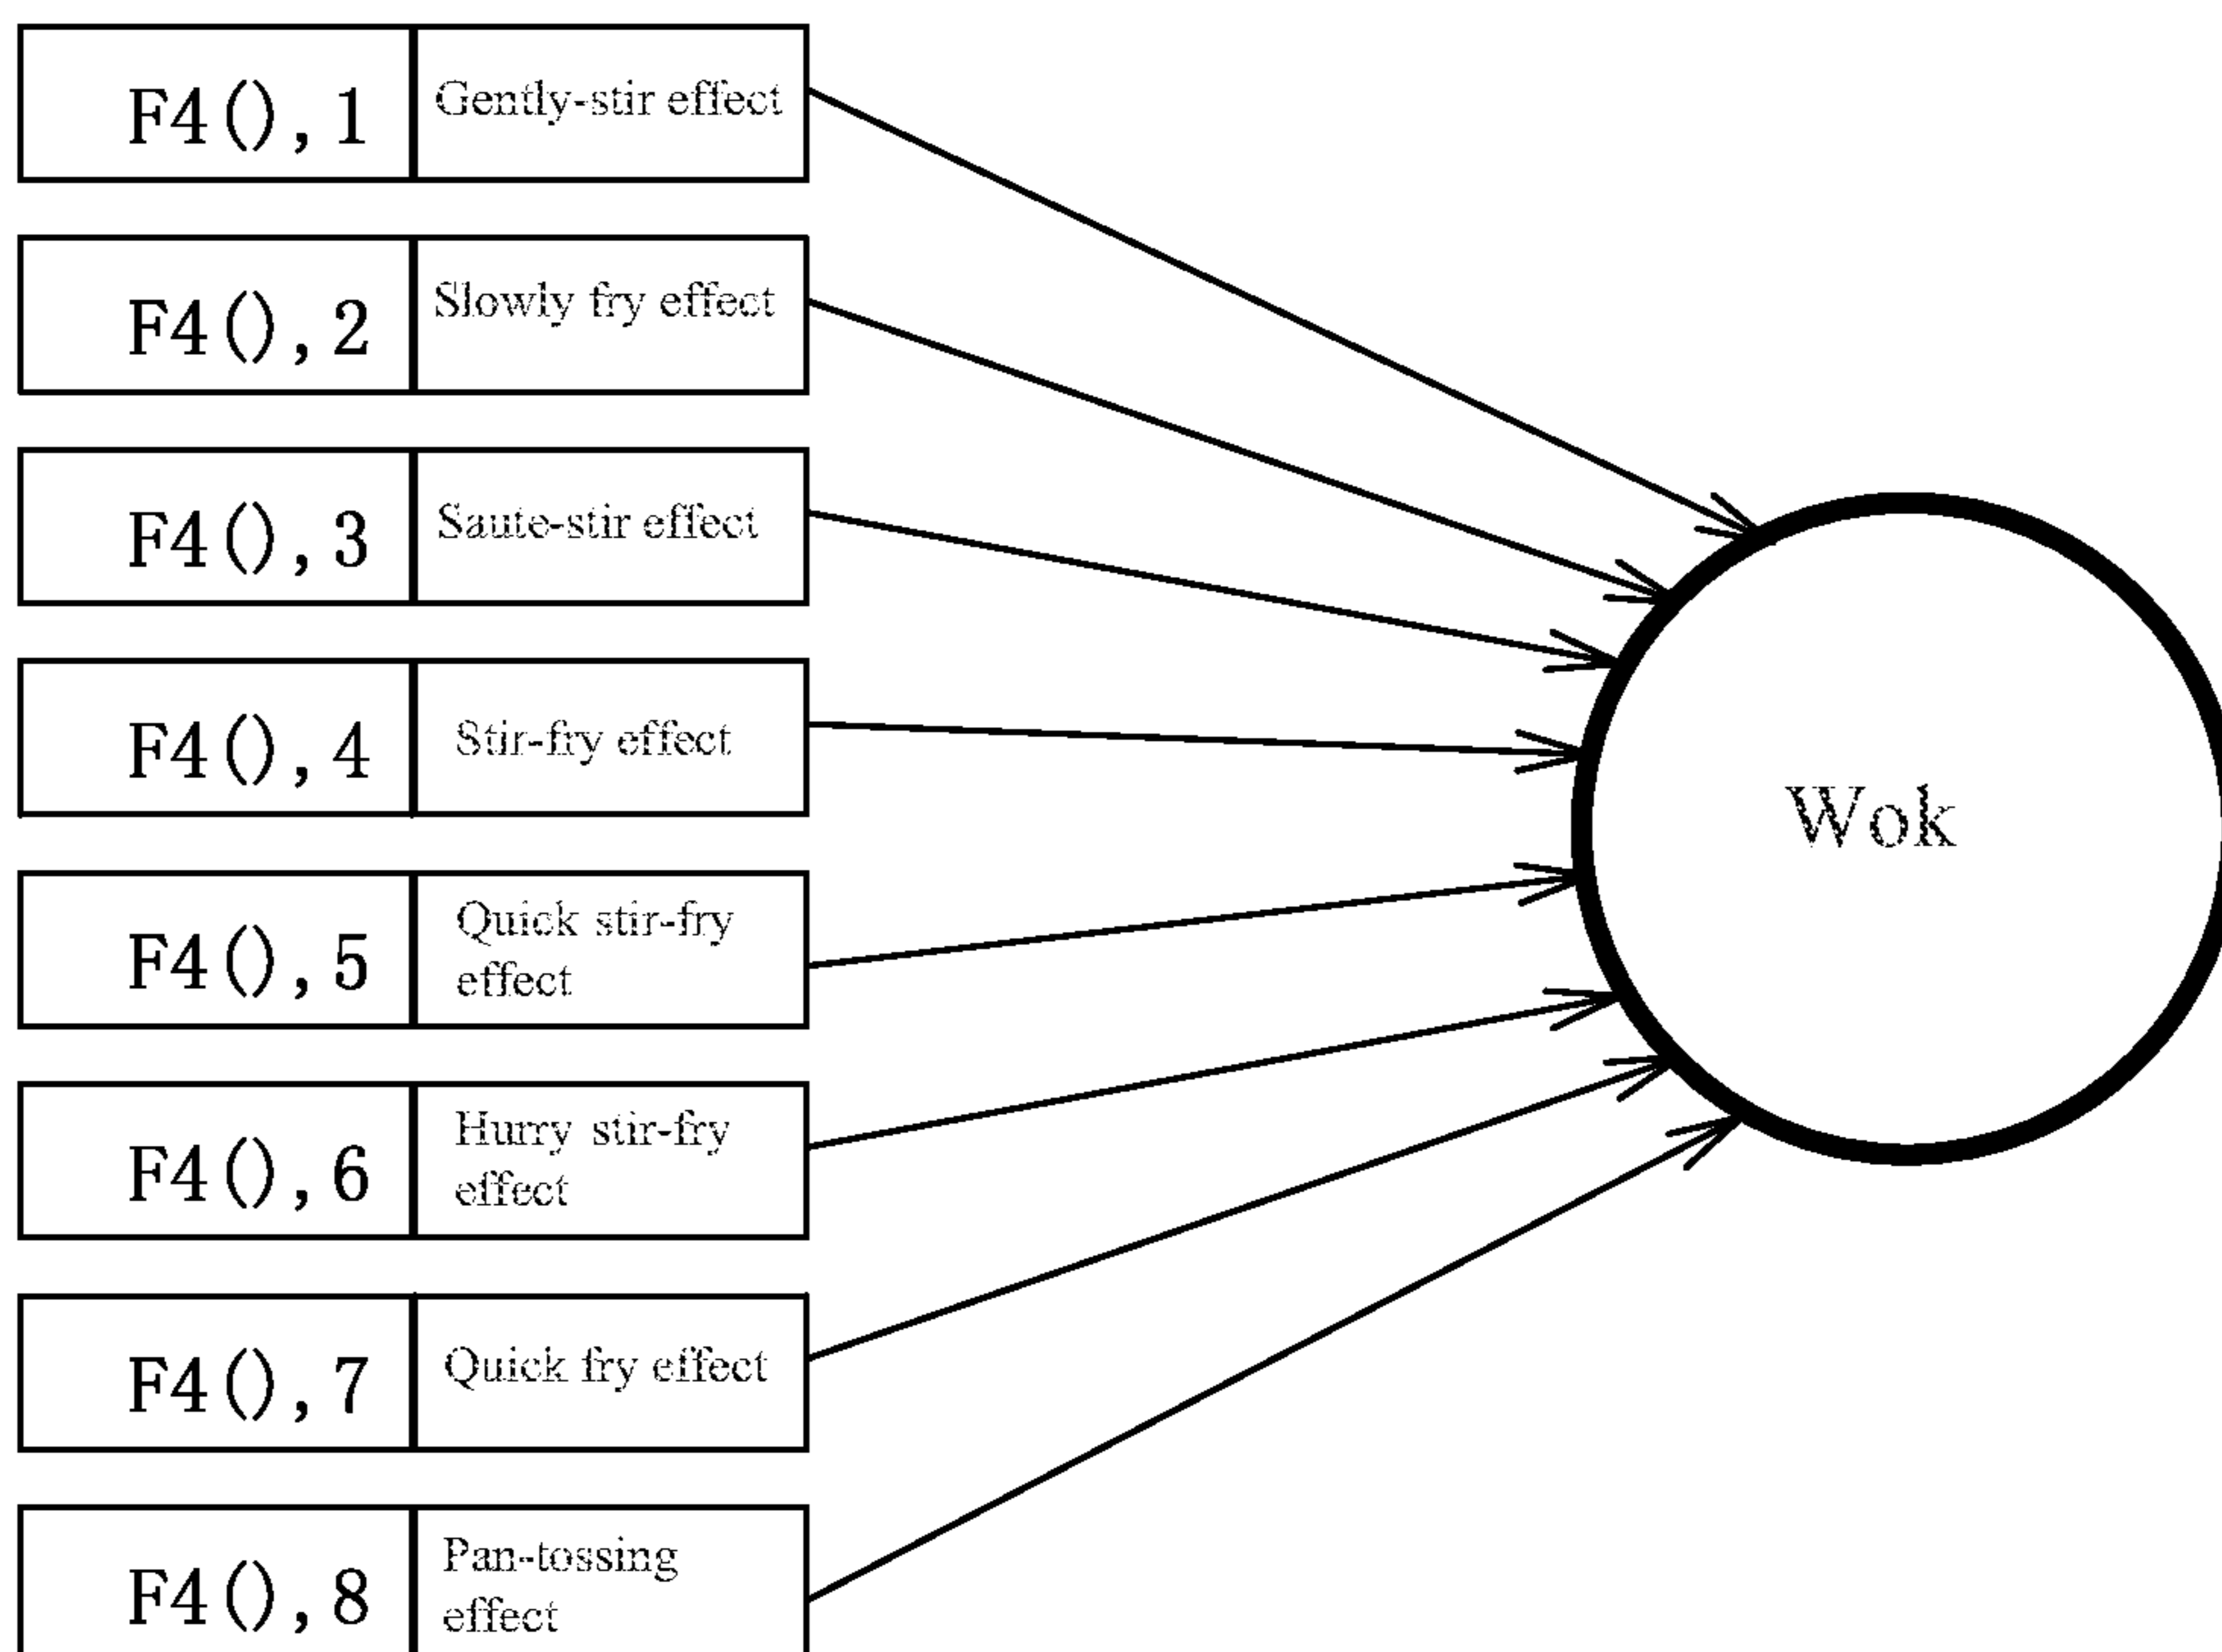 F4(),1
Gently-stir effect
F4(),2
Slowly fry effect
F4(),3
Saute-stir effect
F4(),4
Stir-fry effect
F4(),5
Quick stir-fry
effect
F4(),6
Hurry stir-fry
effect
F4(),7
Quick fry effect
F4(),8
Pan-tossing
effect
Wok